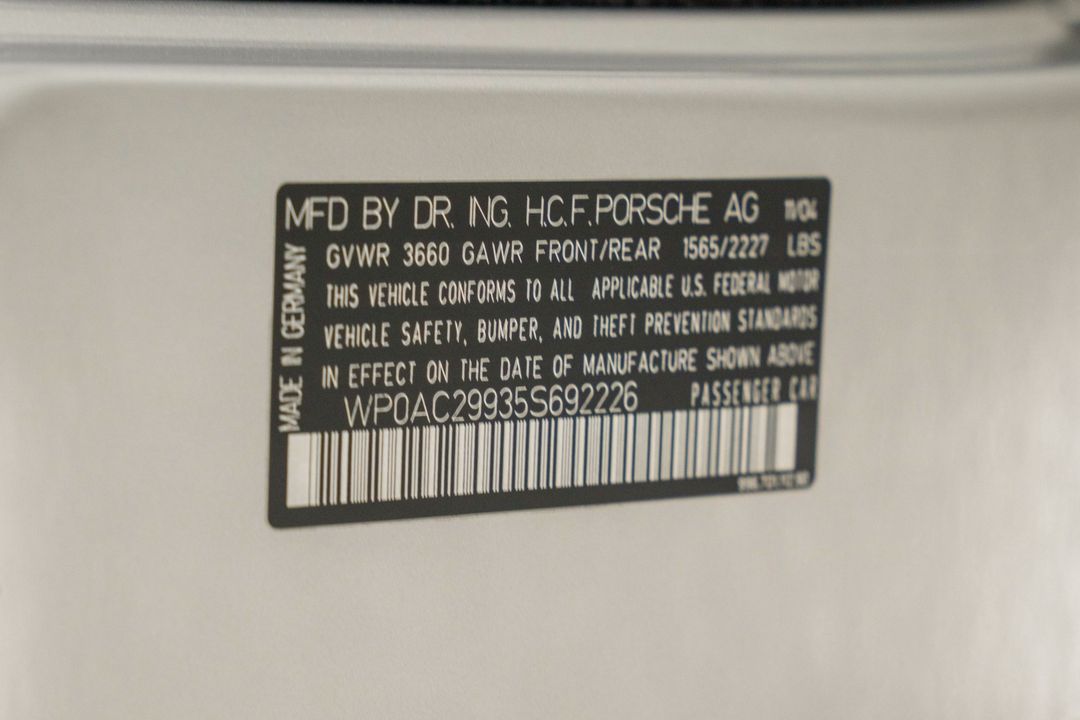 MFD BY DR. ING. H.C.F. PORSCHE AG 11/04
GVWR 3660 GAWR FRONT/REAR 1565/2227 LBS
THIS VEHICLE CONFORMS TO ALL APPLICABLE U.S. FEDERAL MOTOR
VEHICLE SAFETY, BUMPER, AND THEFT PREVENTION STANDARDS
IN EFFECT ON THE DATE OF MANUFACTURE SHOWN ABOVE
WP0AC29935S692226 PASSENGER CAR
MADE IN GERMANY